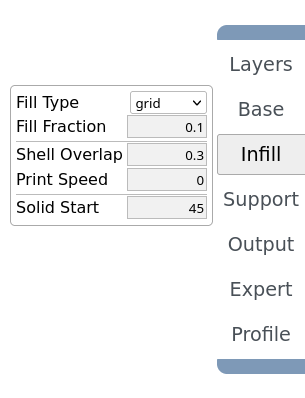 Fill Type grid
Fill Fraction 0.1
Shell Overlap 0.3
Print Speed 0
Solid Start 45
Layers
Base
Infill
Support
Output
Expert
Profile